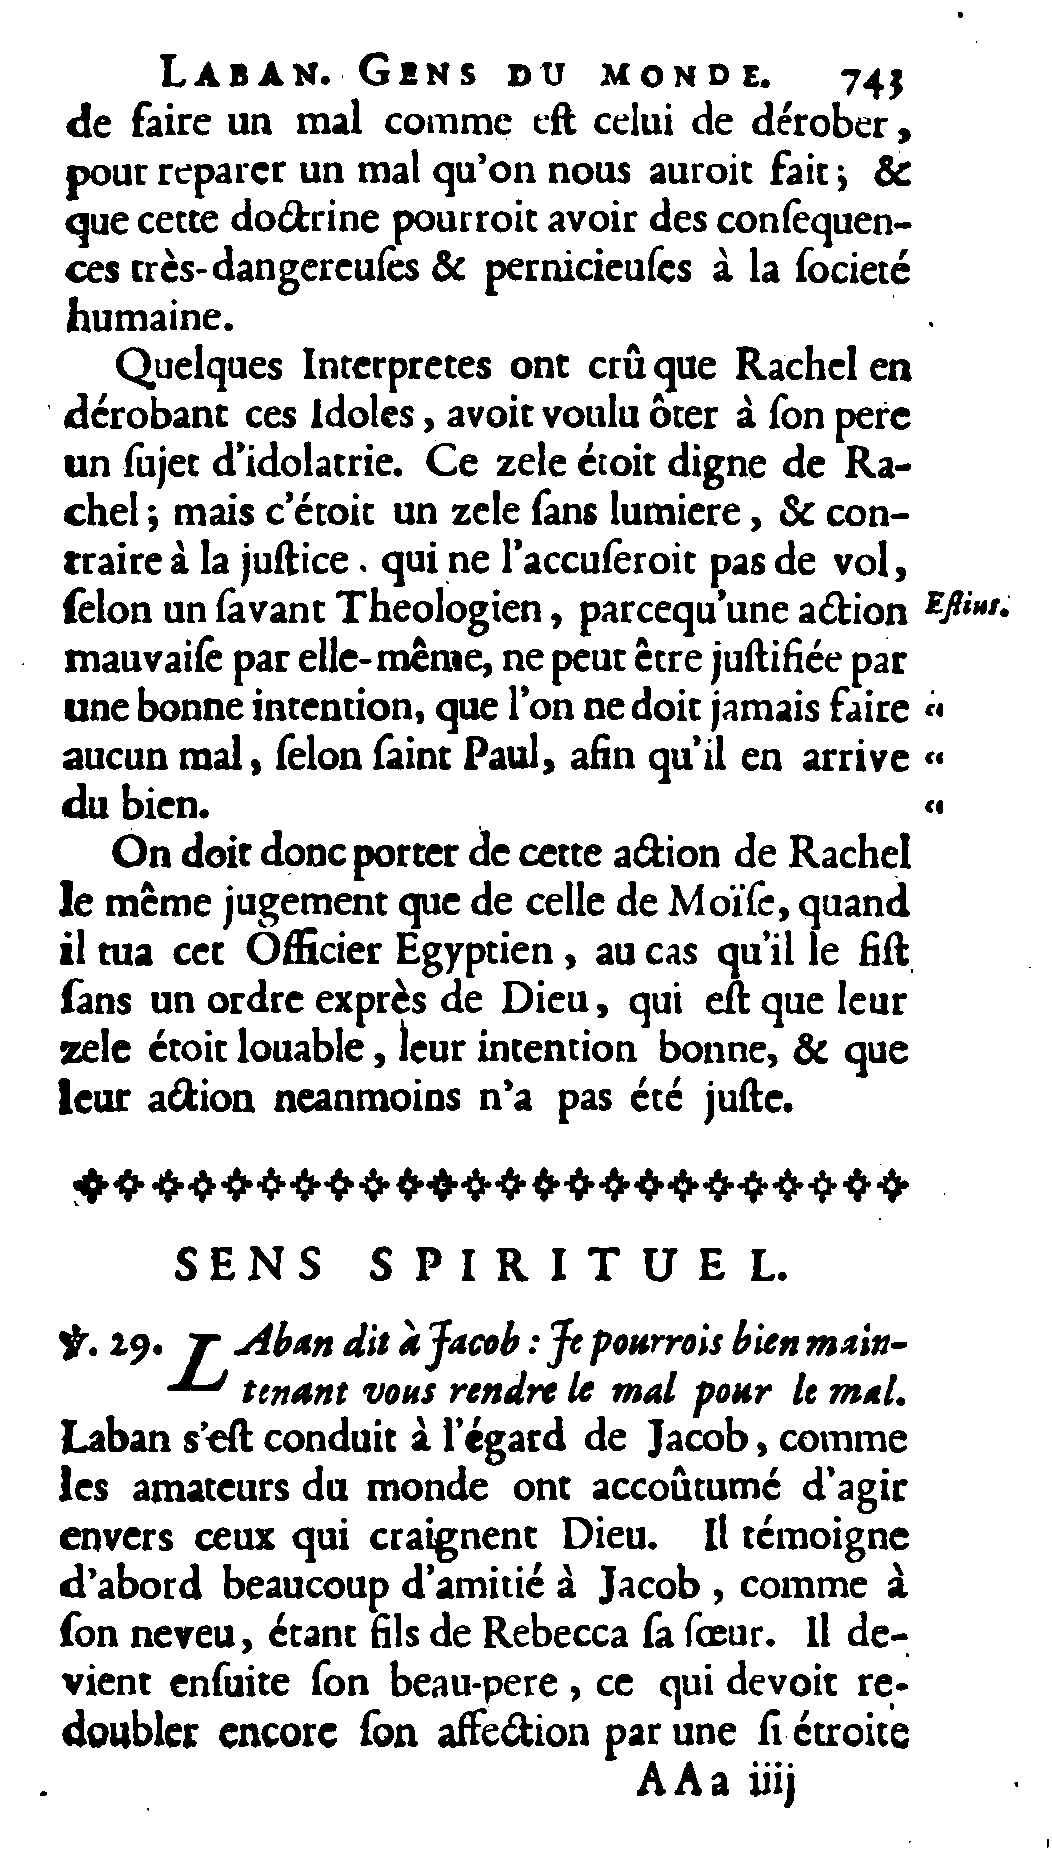 LABAN. GENS DU MONDE. 743
de faire un mal comme eſt celui de dérober,
pour reparer un mal qu'on nous auroit fait; &
que cette doctrine pourroit avoir des conſequen-
ces très-dangereuſes & pernicieuſes à la ſocieté
humaine.
Quelques Interpretes ont crû que Rachel en
dérobant ces Idoles, avoit voulu ôter à ſon pere
un ſujet d'idolatrie. Ce zele étoit digne de Ra-
chel; mais c'étoit un zele ſans lumiere, & con-
traire à la juſtice. qui ne l'accuſeroit pas de vol,
ſelon un ſavant Theologien, parcequ'une action Eſtius.
mauvaiſe par elle-même, ne peut être juſtifiée par
une bonne intention, que l'on ne doit jamais faire “
aucun mal, ſelon ſaint Paul, afin qu'il en arrive “
du bien. “
On doit donc porter de cette action de Rachel
le même jugement que de celle de Moïſe, quand
il tua cet Officier Egyptien, au cas qu'il le fiſt
ſans un ordre exprès de Dieu, qui eſt que leur
zele étoit louable, leur intention bonne, & que
leur action neanmoins n'a pas été juſte.
SENS SPIRITUEL.
℣. 29. LAban dit à Jacob : Je pourrois bien main-
tenant vous rendre le mal pour le mal.
Laban s'eſt conduit à l'égard de Jacob, comme
les amateurs du monde ont accoûtumé d'agir
envers ceux qui craignent Dieu. Il témoigne
d'abord beaucoup d'amitié à Jacob, comme à
ſon neveu, étant fils de Rebecca ſa ſœur. Il de-
vient enſuite ſon beau-pere, ce qui devoit re-
doubler encore ſon affection par une ſi étroite
AAa iiij